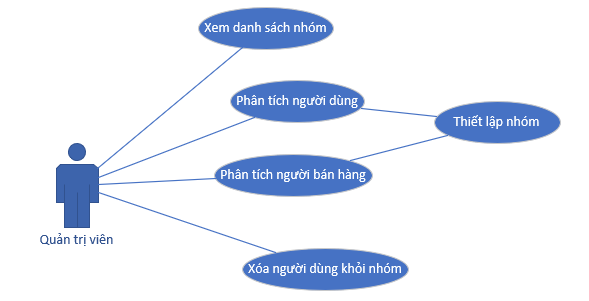 Xem danh sách nhóm
Phân tích người dùng
Thiết lập nhóm
Phân tích người bán hàng
Quản trị viên
Xóa người dùng khỏi nhóm